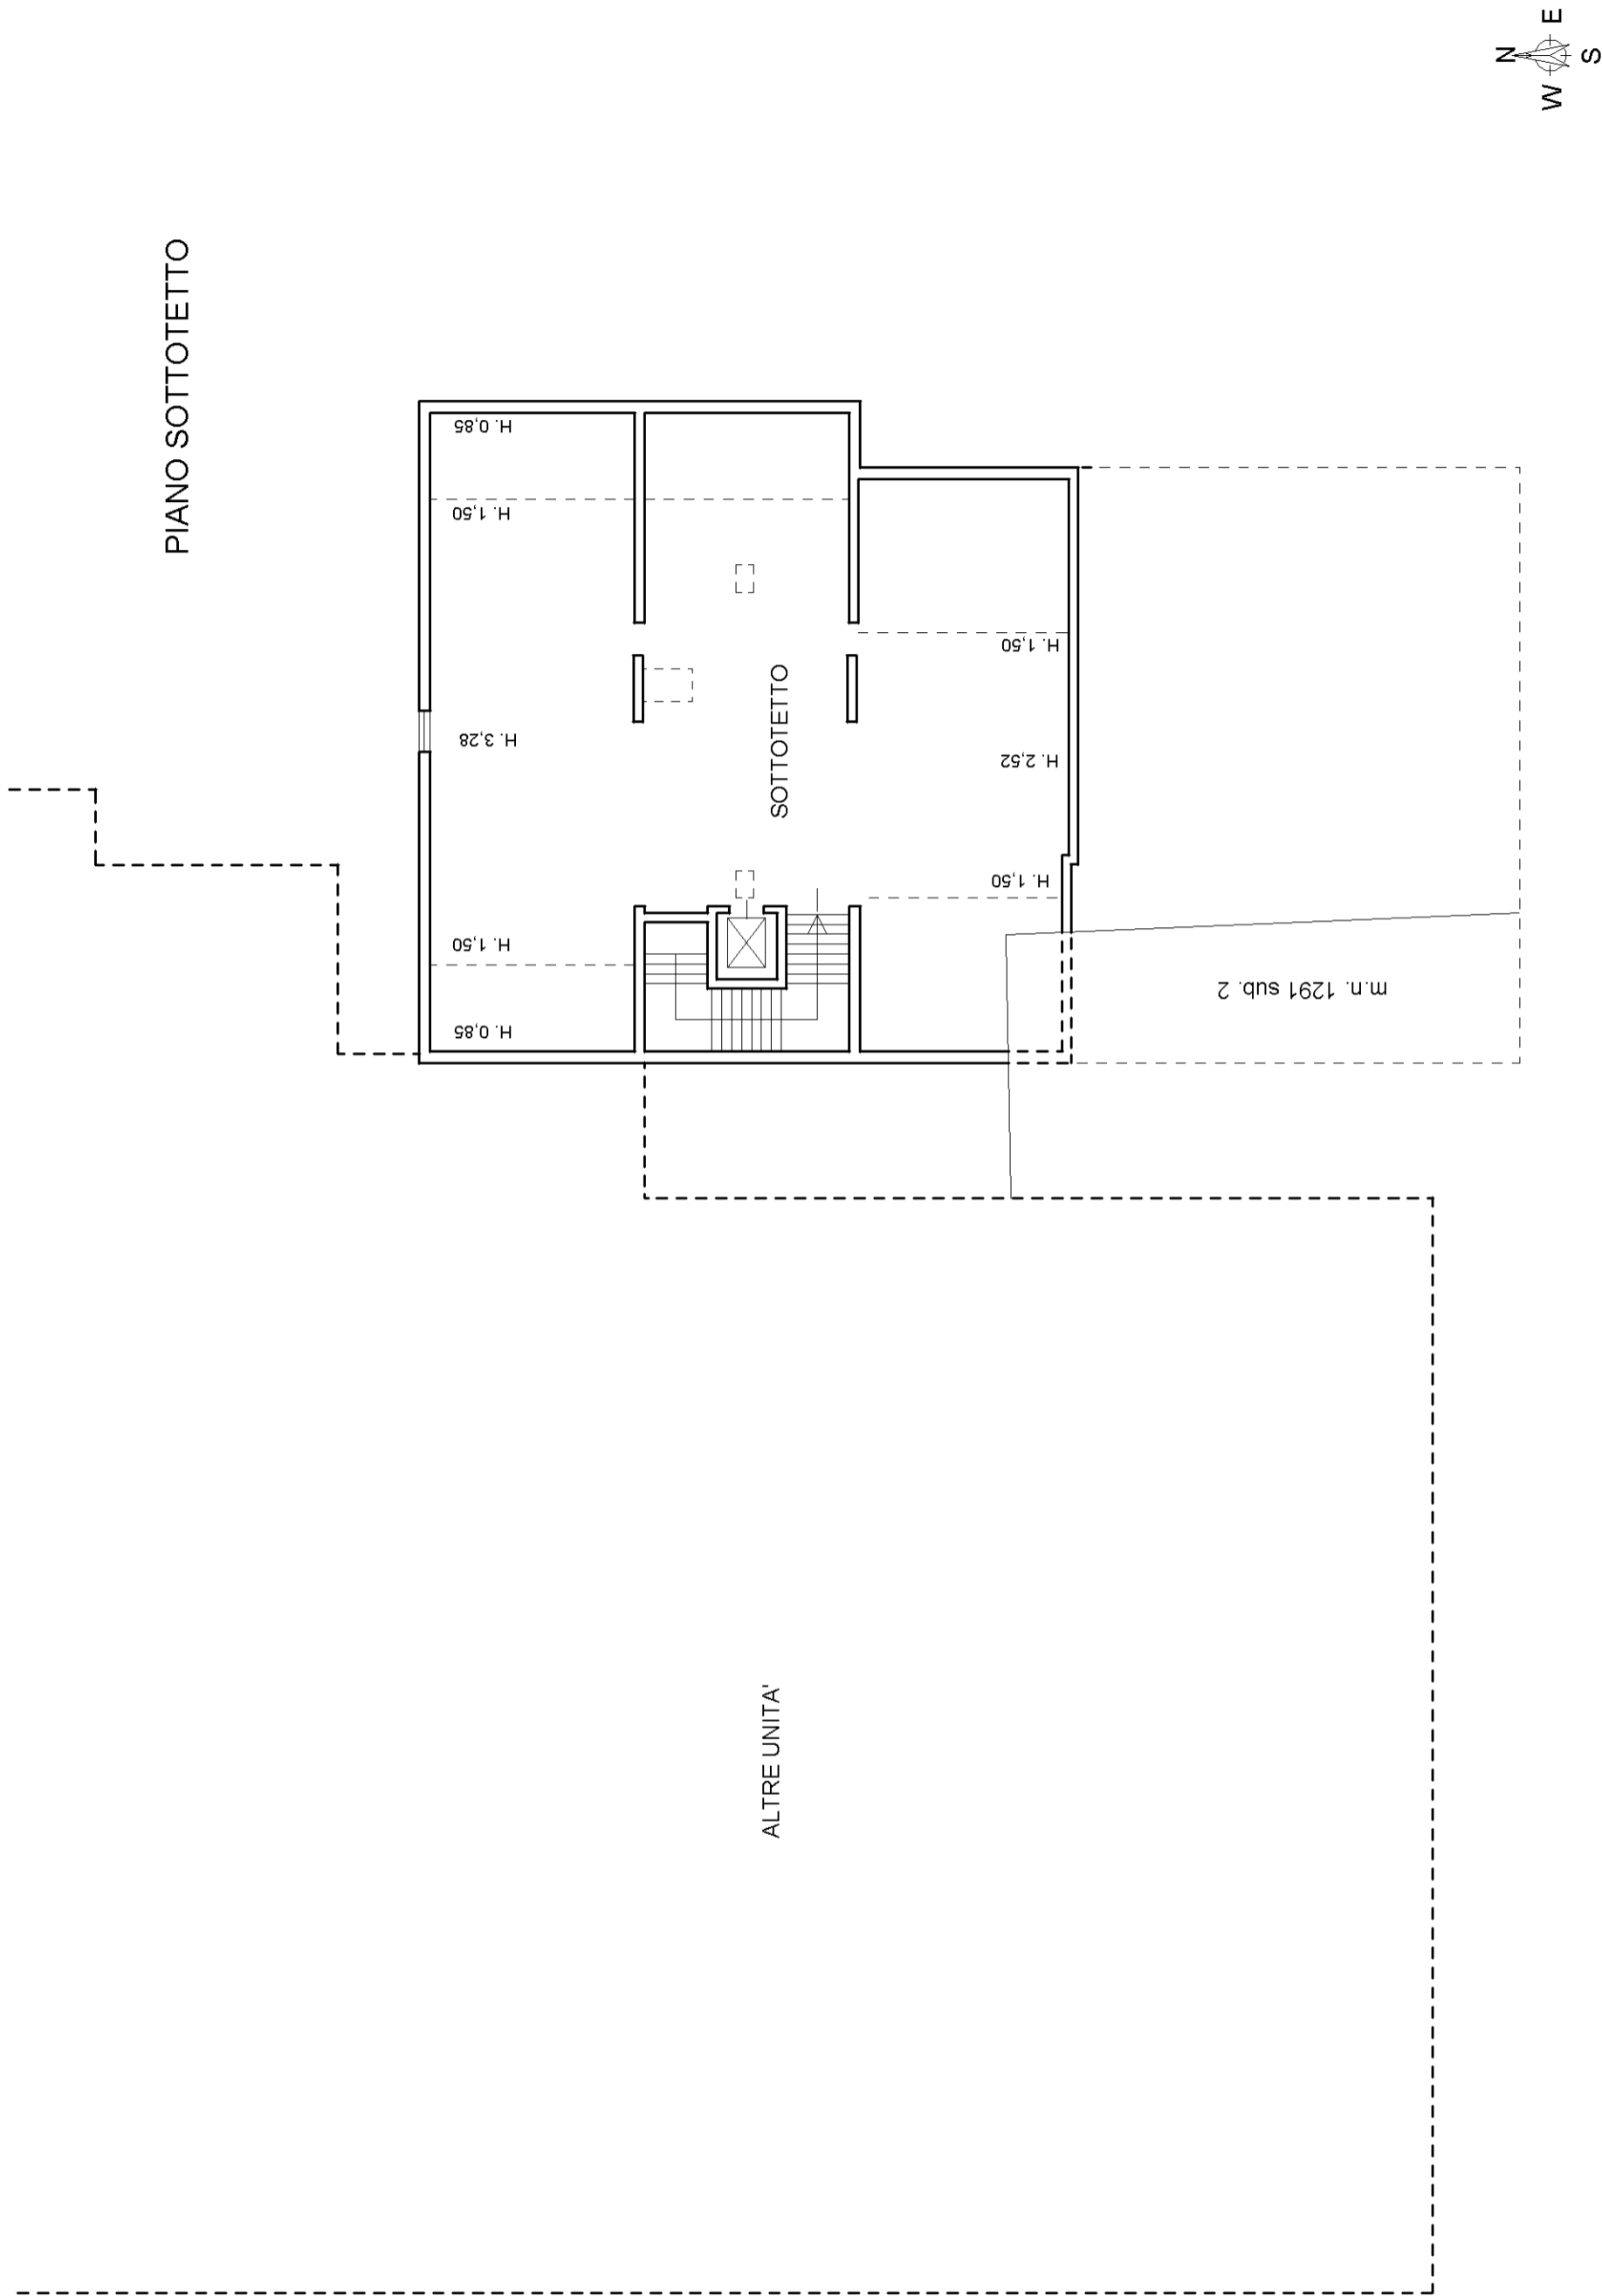 N
W E
S
PIANO SOTTOTETTO
H. 0,85
H. 1,50
H. 1,50
SOTTOTETTO
H. 3,28
H. 2,52
H. 1,50
H. 1,50
H. 0,85
m.n. 1291 sub. 2
ALTRE UNITA'